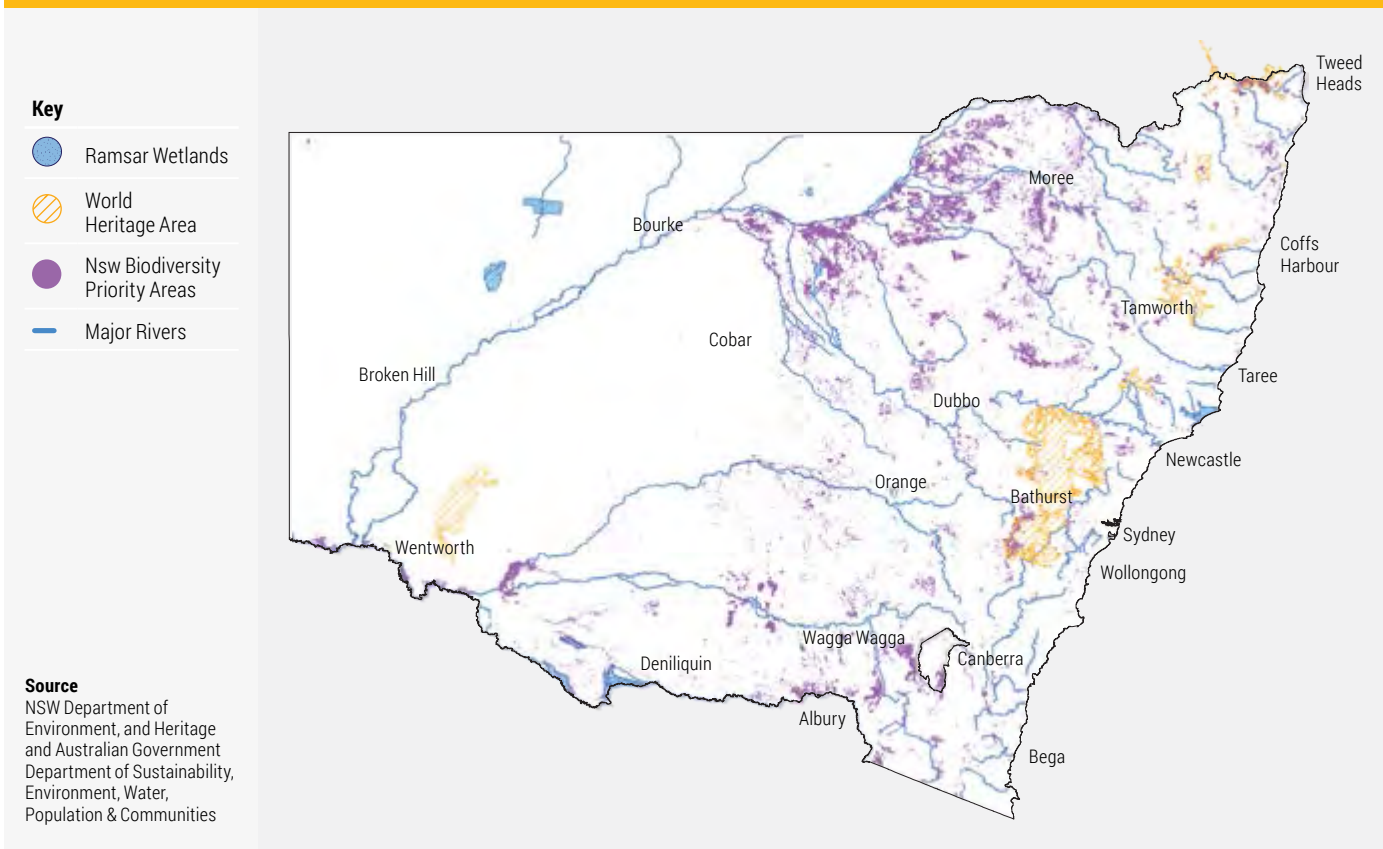 Key
Ramsar Wetlands
World
Heritage Area
Nsw Biodiversity
Priority Areas
Major Rivers
Source
NSW Department of
Environment, and Heritage
and Australian Government
Department of Sustainability,
Environment, Water,
Population & Communities
Tweed
Heads
Moree
Bourke
Coffs
Harbour
Tamworth
Cobar
Broken Hill
Taree
Dubbo
Newcastle
Orange
Bathurst
Sydney
Wentworth
Wollongong
Wagga Wagga
Canberra
Deniliquin
Albury
Bega